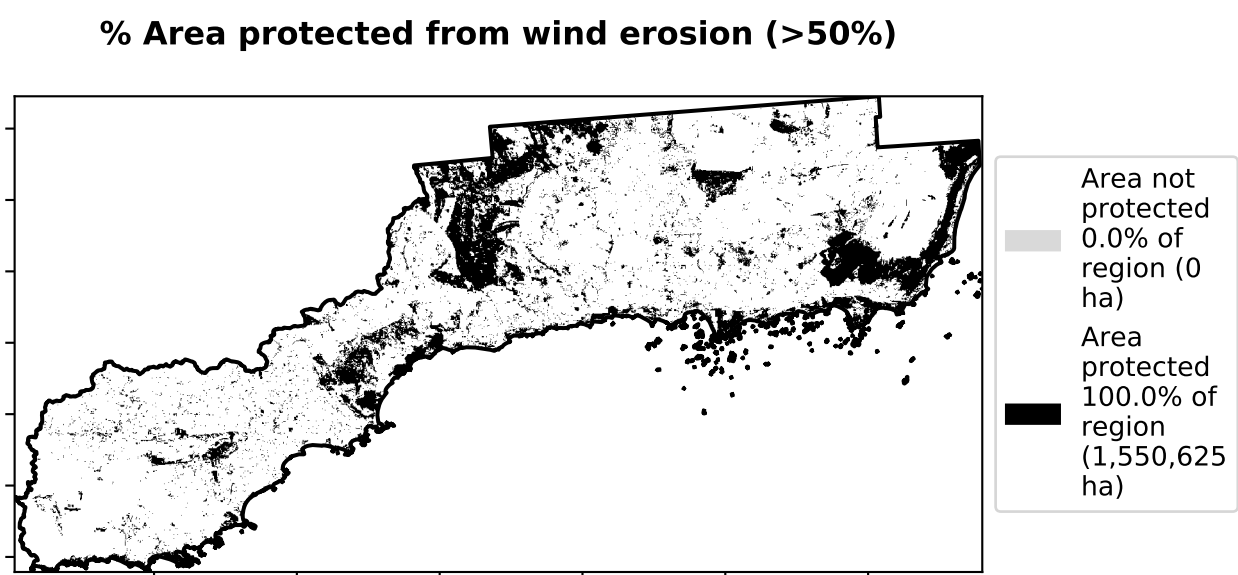 % Area protected from wind erosion (>50%)
Area not
protected
0.0% of
region (0
ha)
Area
protected
100.0% of
region
(1,550,625
ha)